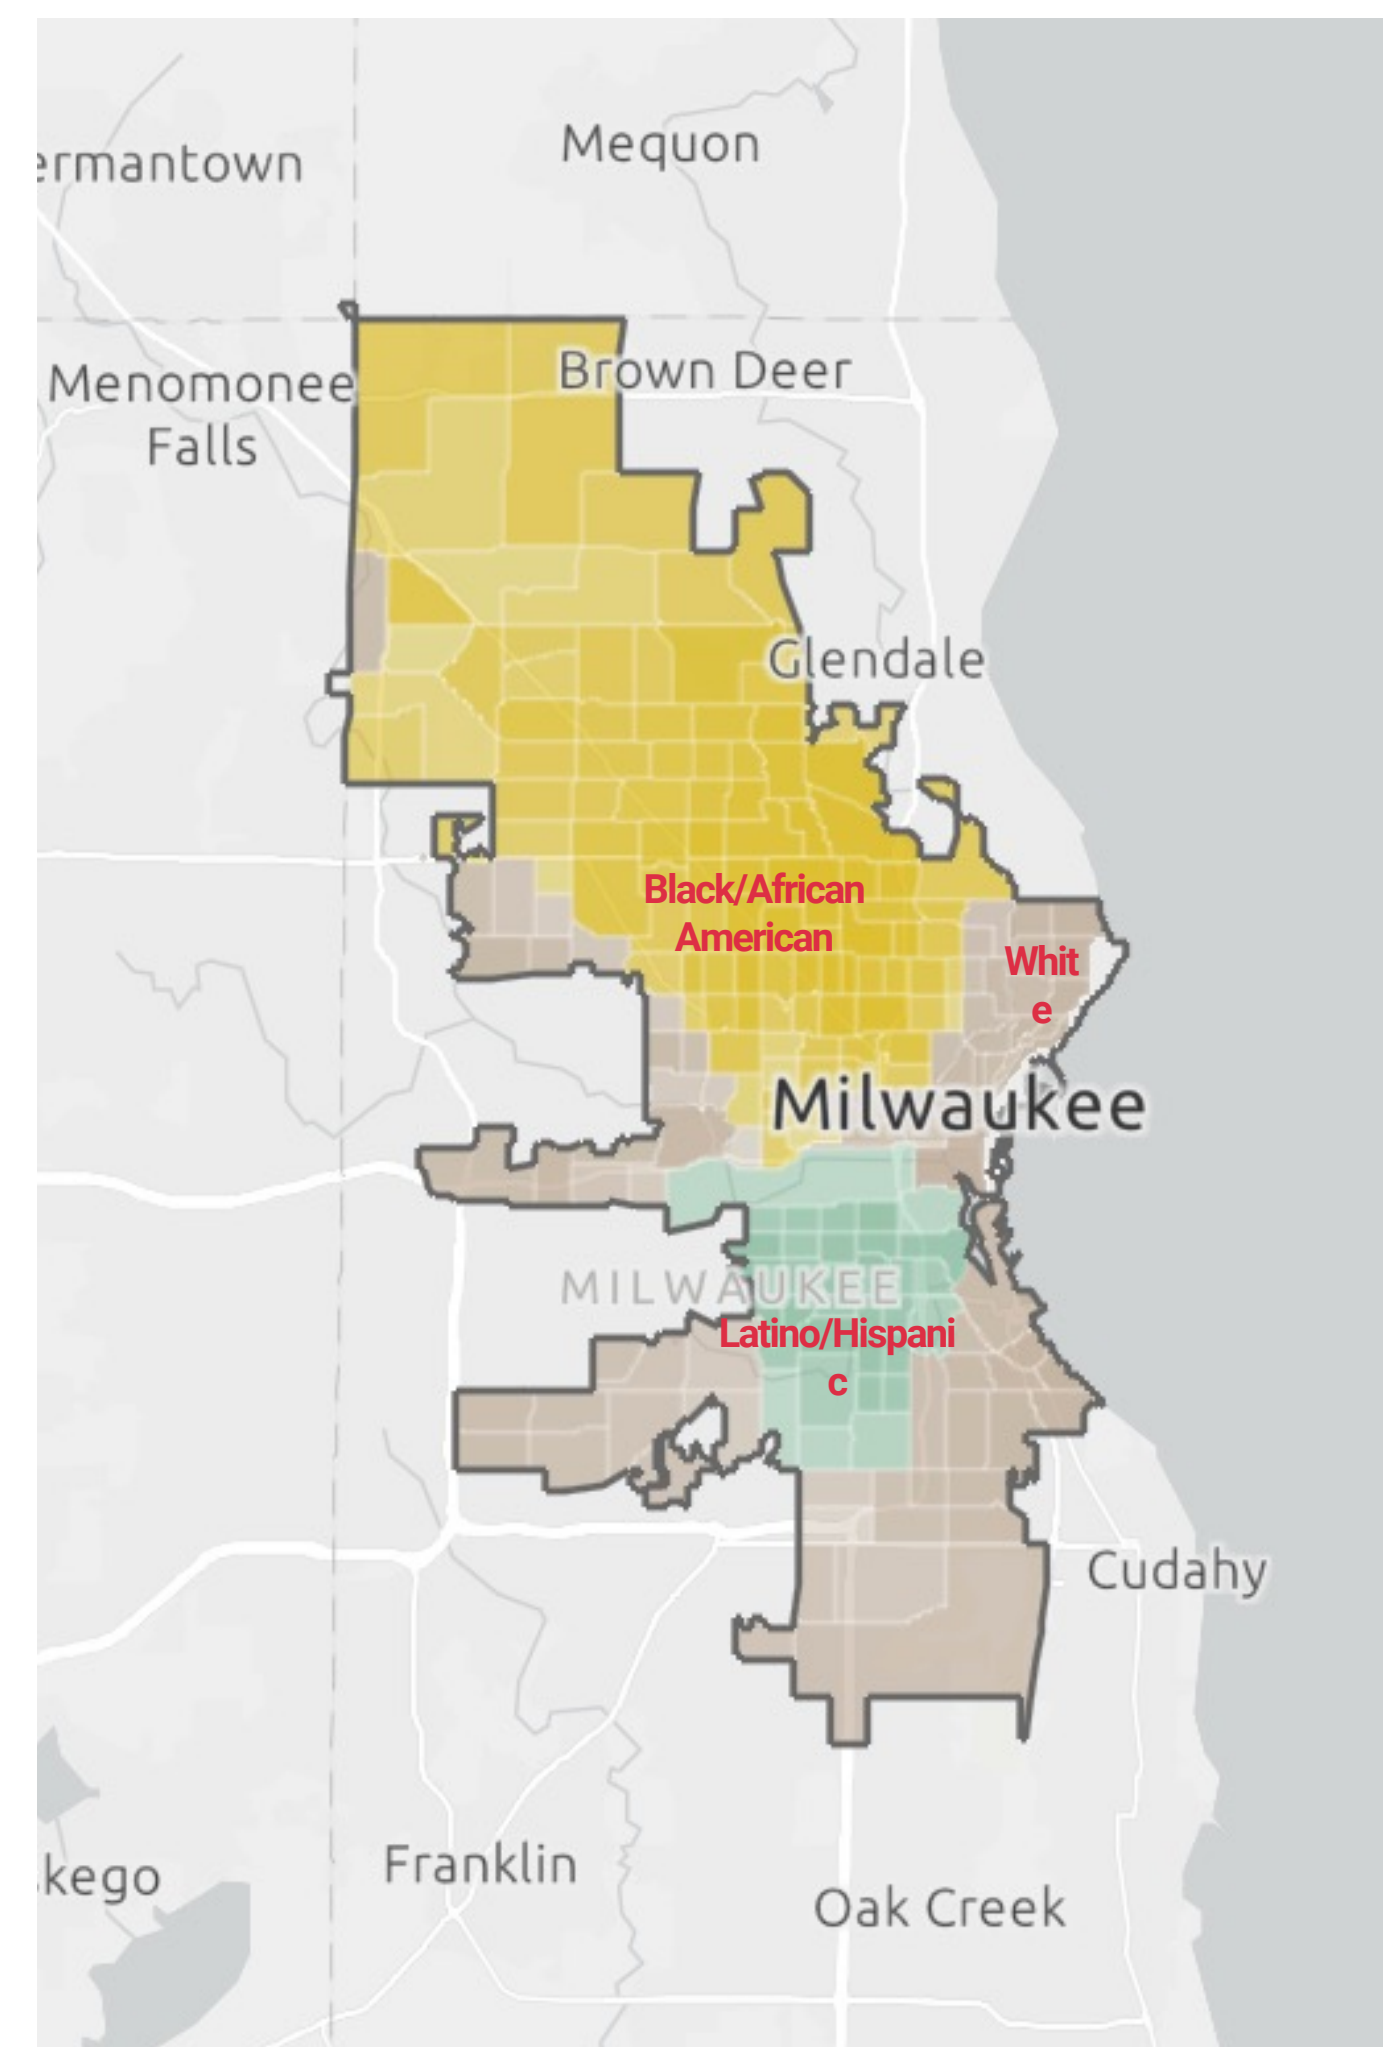 Mequon
ermantown
Brown Deer
Menomonee
Falls
Glendale
Black/African
American
Whit
e
Milwaukee
MILWAUKEE
Latino/Hispani
c
Cudahy
Franklin
kego
Oak Creek